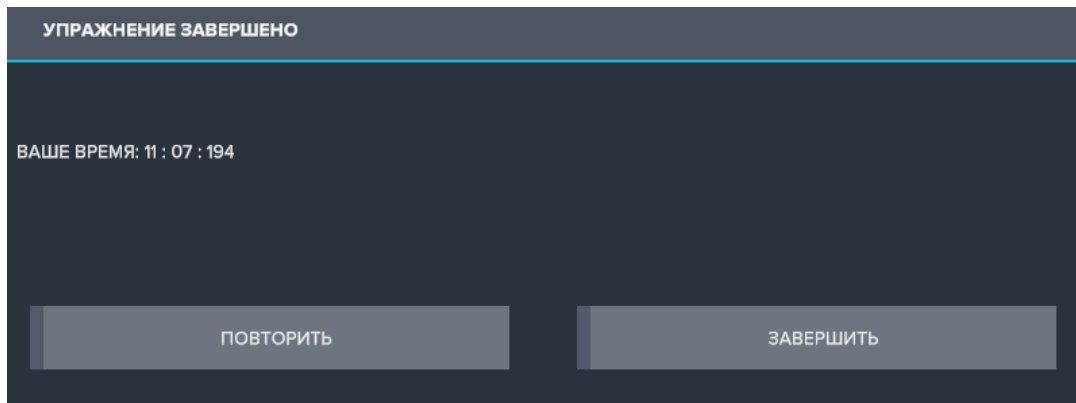 УПРАЖНЕНИЕ ЗАВЕРШЕНО
ВАШЕ ВРЕМЯ: 11 : 07 : 194
ПОВТОРИТЬ
ЗАВЕРШИТЬ